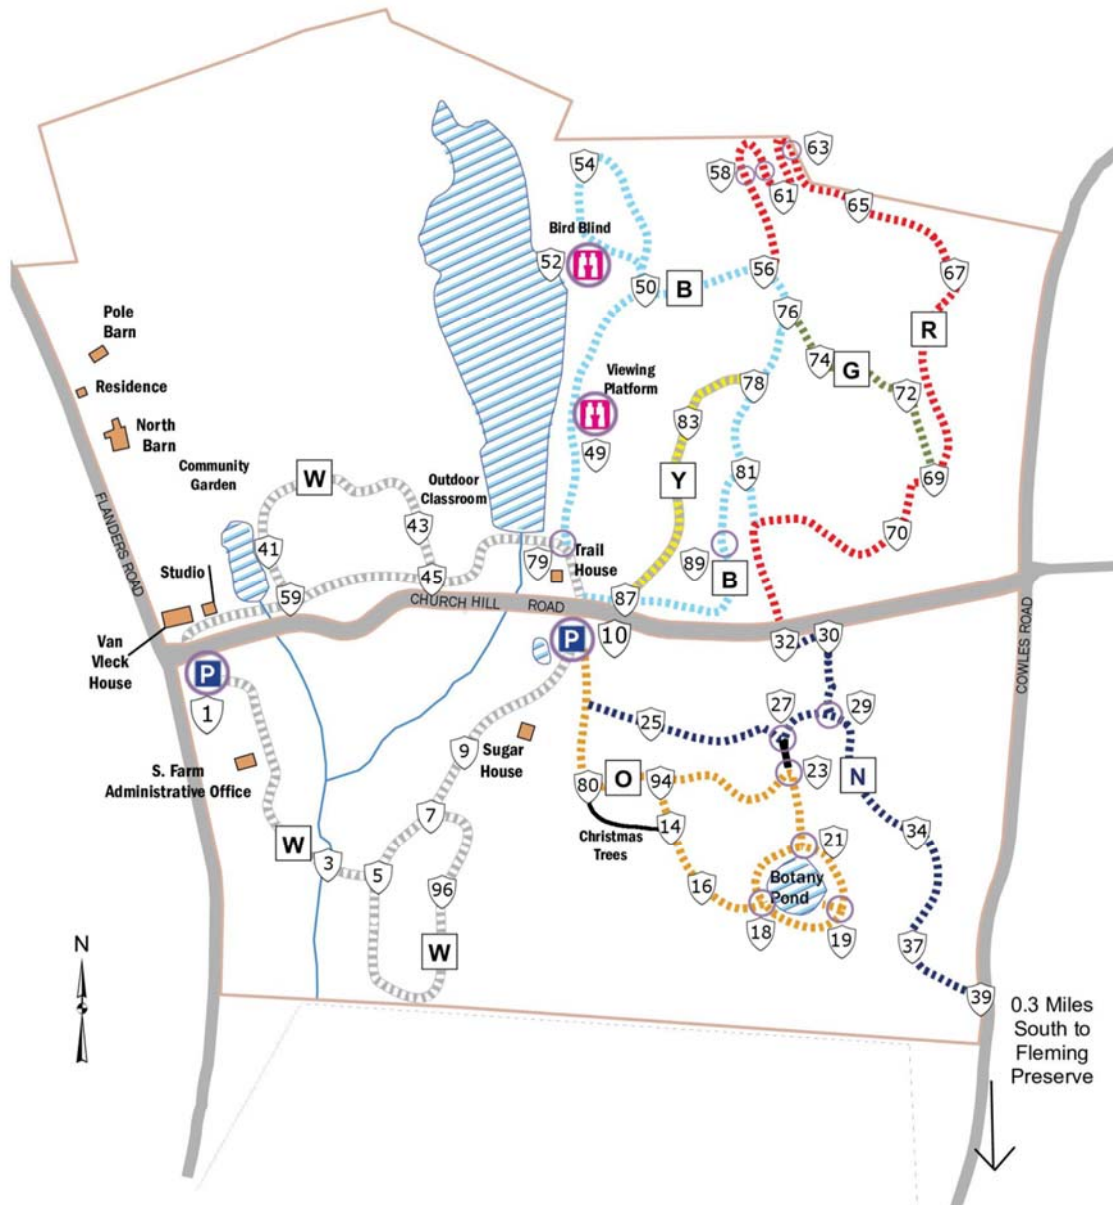 63
54
58
61
65
Bird Blind
52
50
B
56
67
76
R
Pole
Barn
74
G
Residence
Viewing
Platform
78
72
North
Barn
83
49
Community
Garden
W
Outdoor
Classroom
Y
81
69
FLANDERS ROAD
43
70
41
79
Trail
House
89
B
Studio
45
59
87
CHURCH HILL ROAD
Van
Vleck
House
P
10
32
30
COWLES ROAD
P
1
27
29
25
9
Sugar
House
S. Farm
Administrative Office
80
O
94
23
N
7
14
Christmas
Trees
34
W
3
21
5
16
Botany
Pond
96
18
19
37
W
N
39
0.3 Miles
South to
Fleming
Preserve